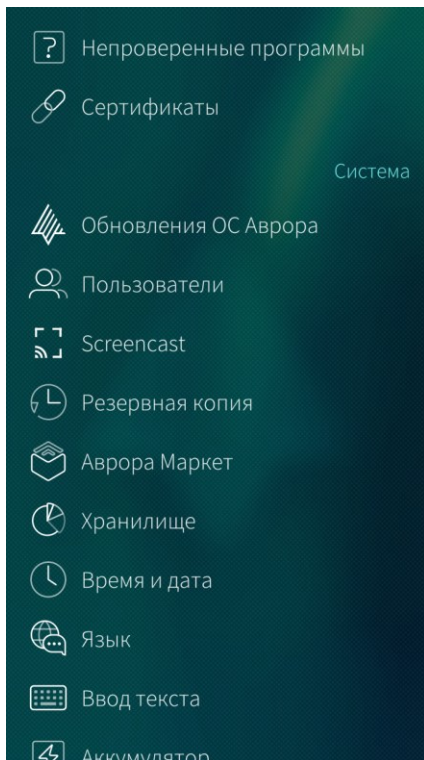 Непроверенные программы
Сертификаты
Система
Обновления ОС Аврора
Пользователи
Screencast
Резервная копия
Аврора Маркет
Хранилище
Время и дата
Язык
Ввод текста
Аккумулятор